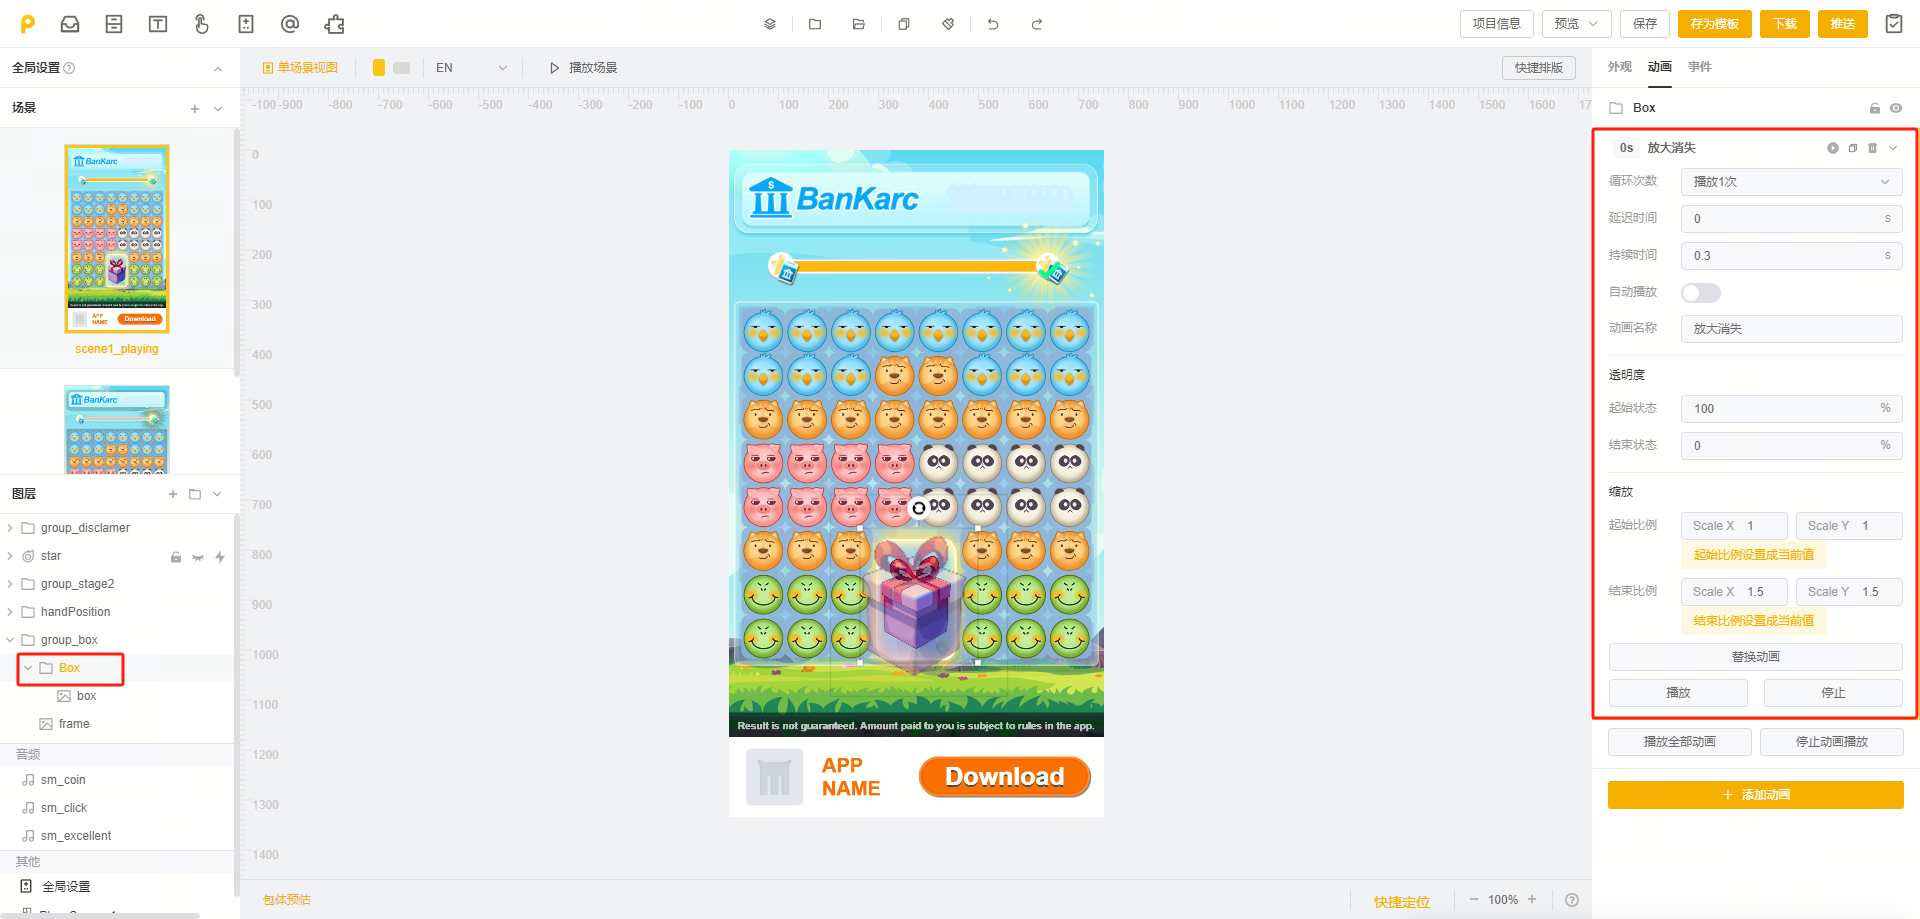 项目信息
预览
保存
存为模板
下载
推送
全局设置
单场景视图
EN
播放场景
快捷排版
外观
动画
事件
场景
-100 -900 -800 -700 -600 -500 -400 -300 -200 -100 0 100 200 300 400 500 600 700 800 900 1000 1100 1200 1300 1400 1500 1600 17
Box
0s
放大消失
循环次数
播放1次
延迟时间
0
s
持续时间
0.3
s
自动播放
动画名称
放大消失
透明度
起始状态
100
%
结束状态
0
%
缩放
起始比例
Scale X 1
Scale Y 1
起始比例设置成当前值
结束比例
Scale X 1.5
Scale Y 1.5
结束比例设置成当前值
替换动画
播放
停止
播放全部动画
停止动画播放
+ 添加动画
0
100
200
300
400
500
600
700
800
900
1000
1100
1200
1300
1400
BanKarc
Result is not guaranteed. Amount paid to you is subject to rules in the app.
APP
NAME
Download
BanKarc
APP
NAME
Download
scene1_playing
BanKarc
图层
group_disclamer
star
group_stage2
handPosition
group_box
Box
box
frame
音频
sm_coin
sm_click
sm_excellent
其他
全局设置
包体预估
快捷定位
100%